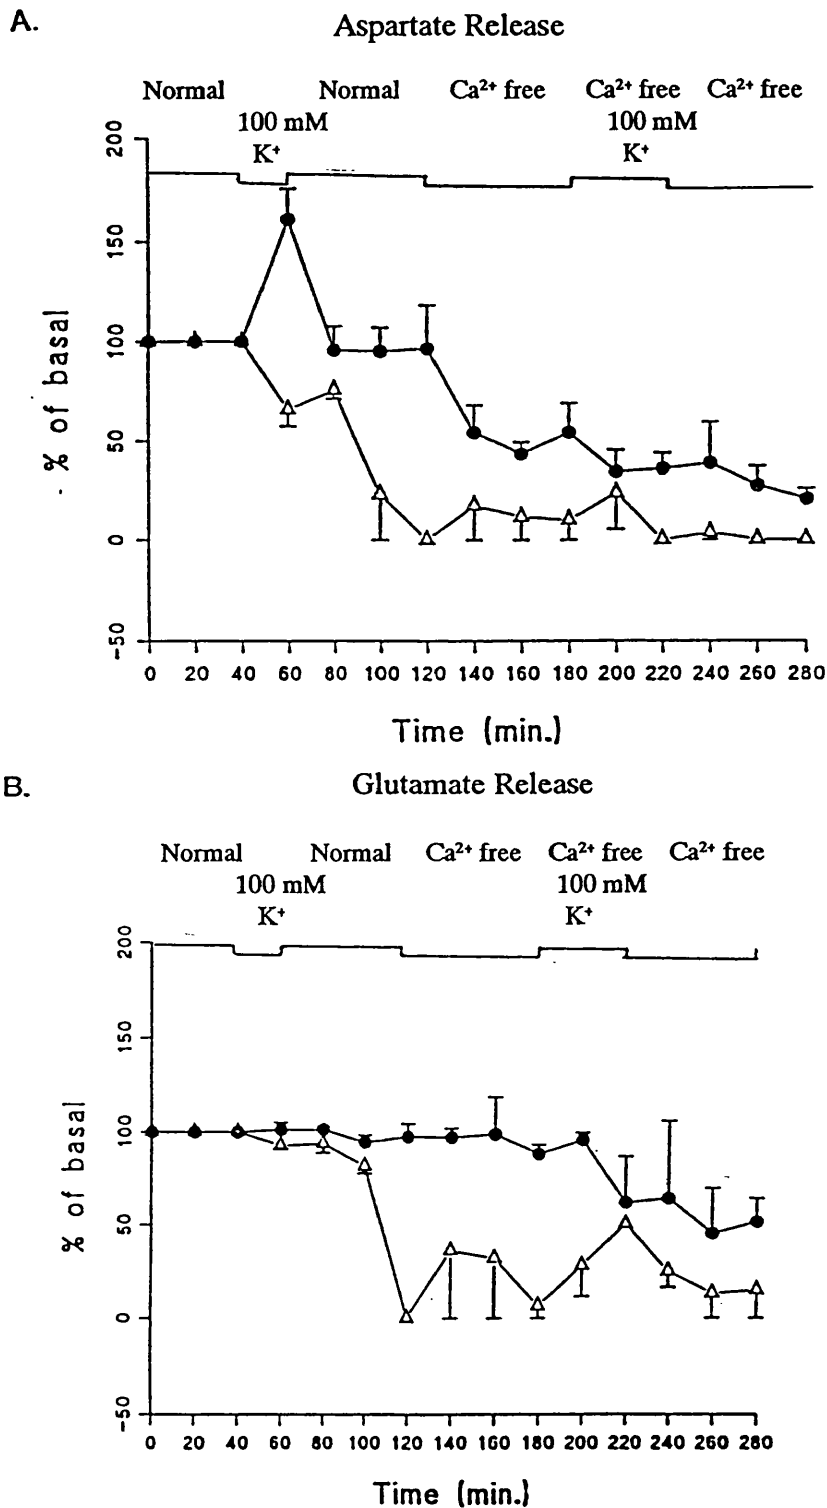 A.
Aspartate Release
Normal Normal Ca²⁺ free Ca²⁺ free Ca²⁺ free
100 mM 100 mM
K⁺ K⁺
200
150
100
50
0
-50
- % of basal
0 20 40 60 80 100 120 140 160 180 200 220 240 260 280
Time (min.)
B.
Glutamate Release
Normal Normal Ca²⁺ free Ca²⁺ free Ca²⁺ free
100 mM 100 mM
K⁺ K⁺
200
150
100
50
0
-50
% of basal
0 20 40 60 80 100 120 140 160 180 200 220 240 260 280
Time (min.)